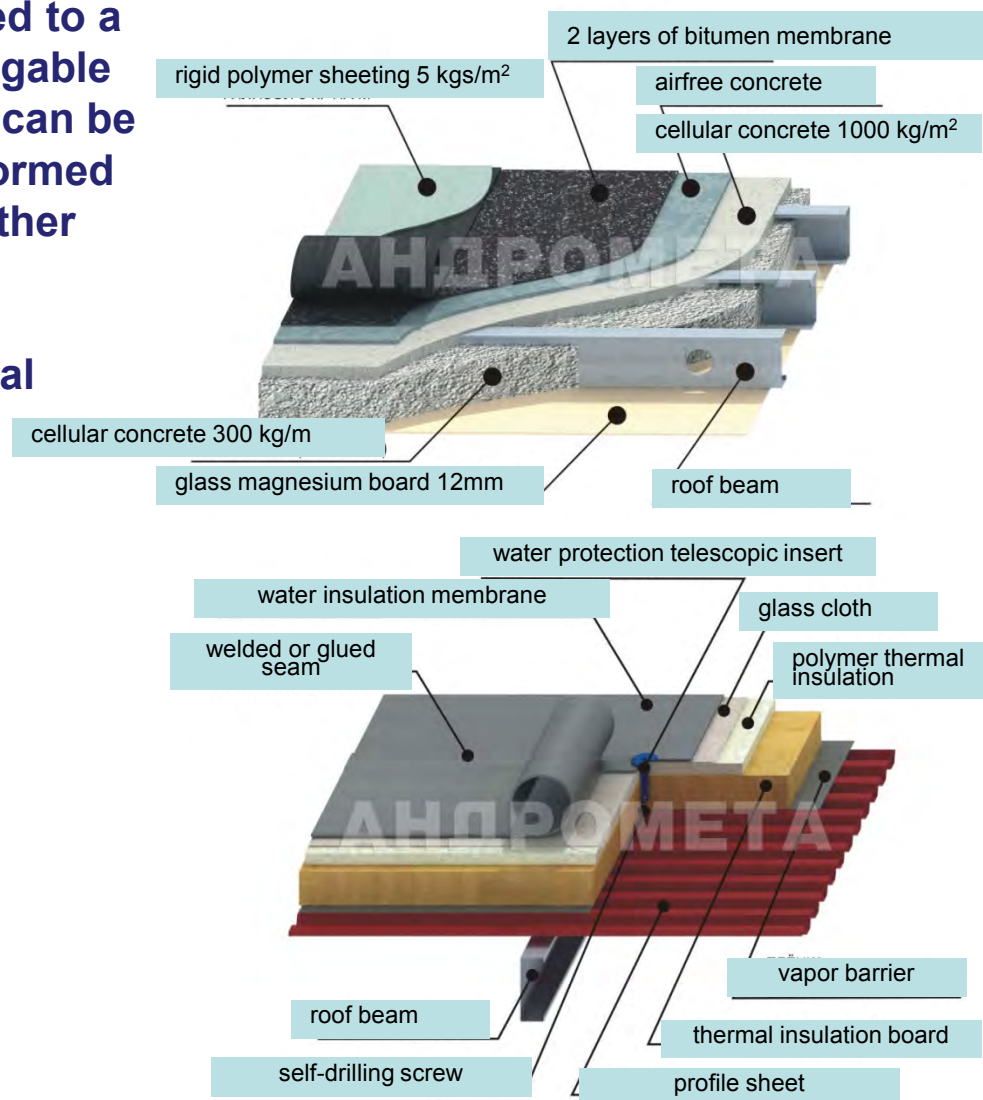 ed to a
gable
can be
ormed
ther
al
2 layers of bitumen membrane
rigid polymer sheeting 5 kgs/m²
airfree concrete
cellular concrete 1000 kg/m²
АНДРОМЕТА
cellular concrete 300 kg/m
glass magnesium board 12mm
roof beam
water protection telescopic insert
water insulation membrane
glass cloth
welded or glued
seam
polymer thermal
insulation
АНДРОМЕТА
vapor barrier
roof beam
thermal insulation board
self-drilling screw
profile sheet